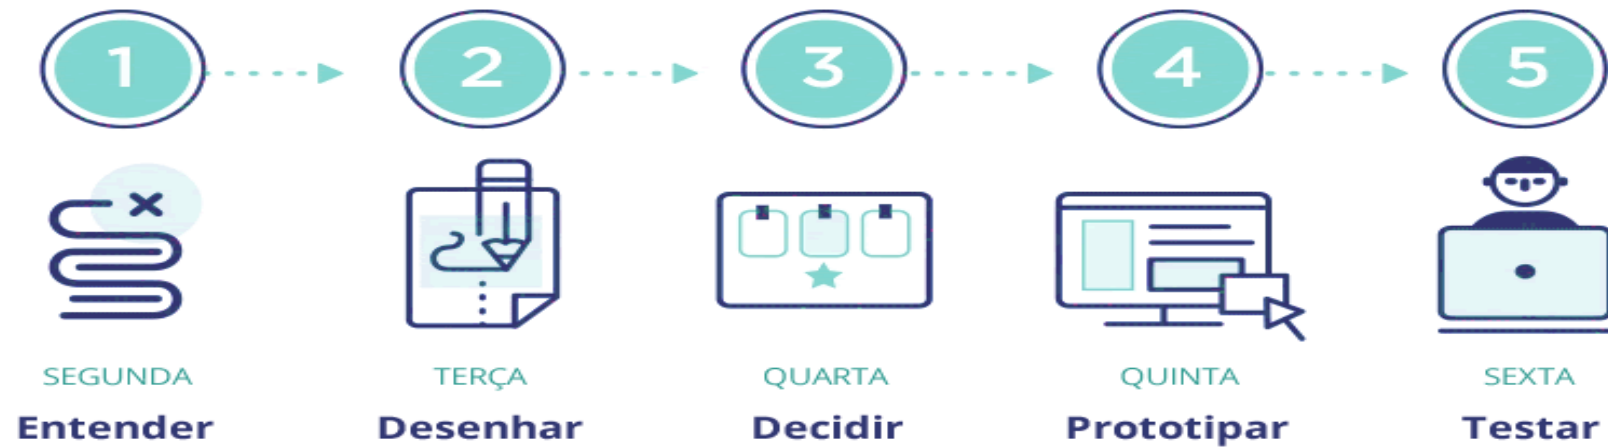 1 2 3 4 5
SEGUNDA TERÇA QUARTA QUINTA SEXTA
Entender Desenhar Decidir Prototipar Testar